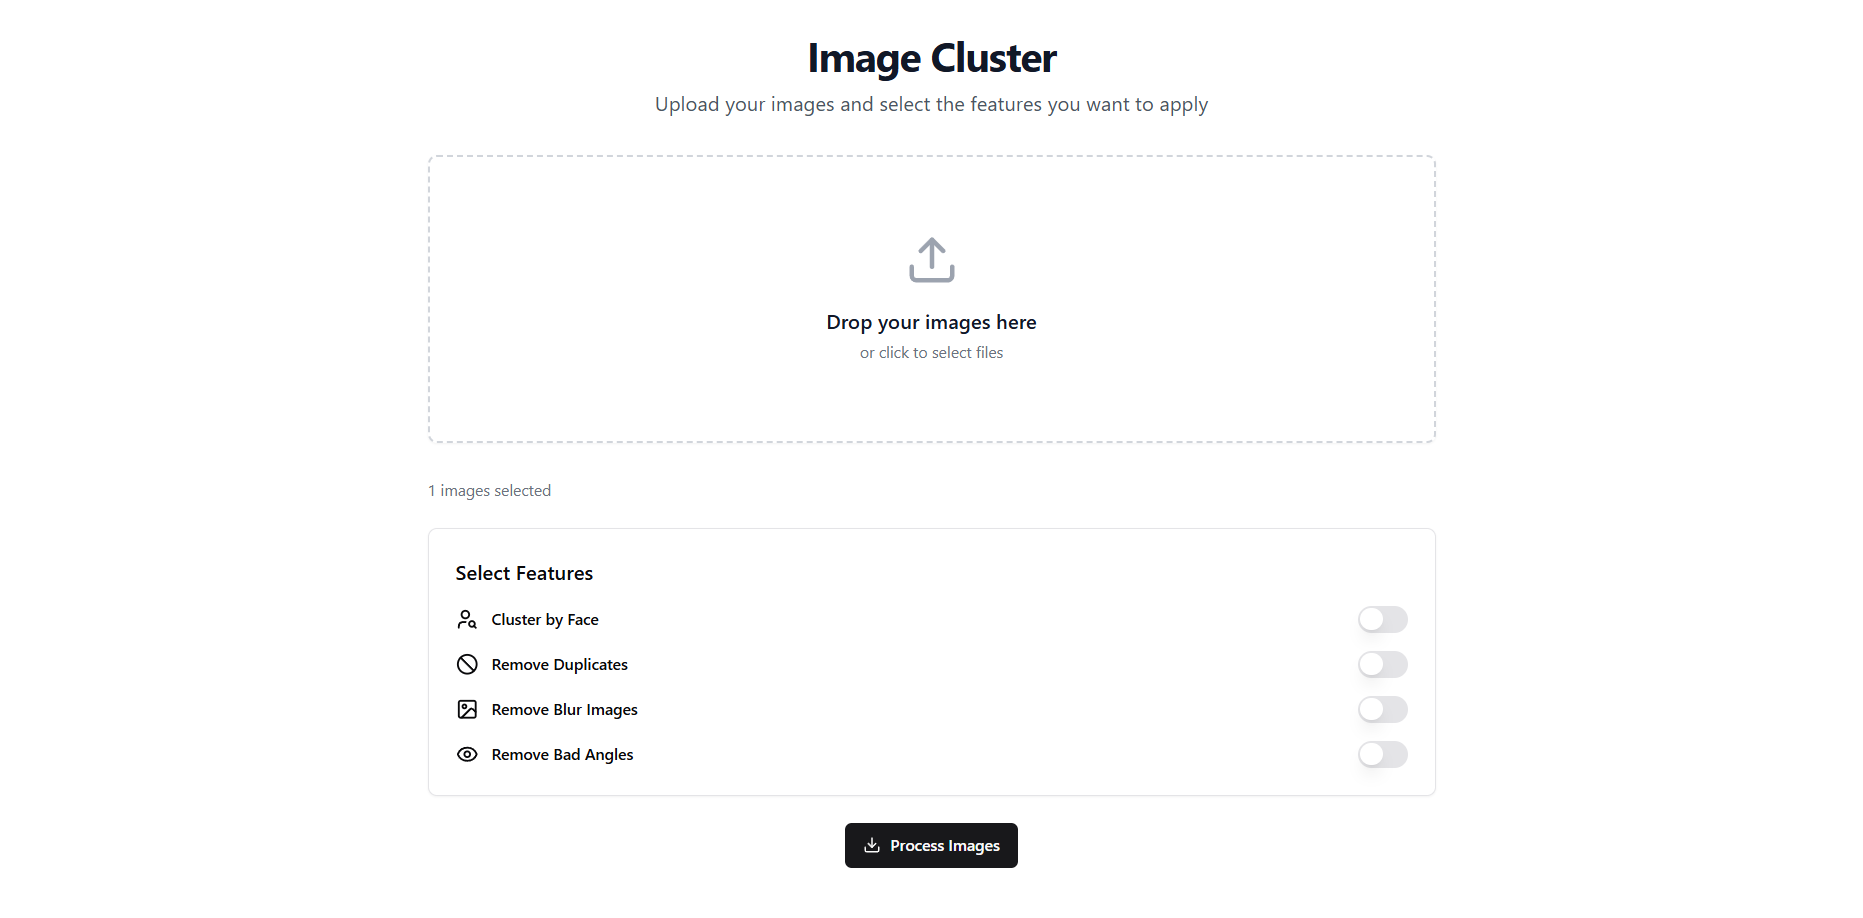 Image Cluster
Upload your images and select the features you want to apply
Drop your images here
or click to select files
1 images selected
Select Features
Cluster by Face
Remove Duplicates
Remove Blur Images
Remove Bad Angles
Process Images